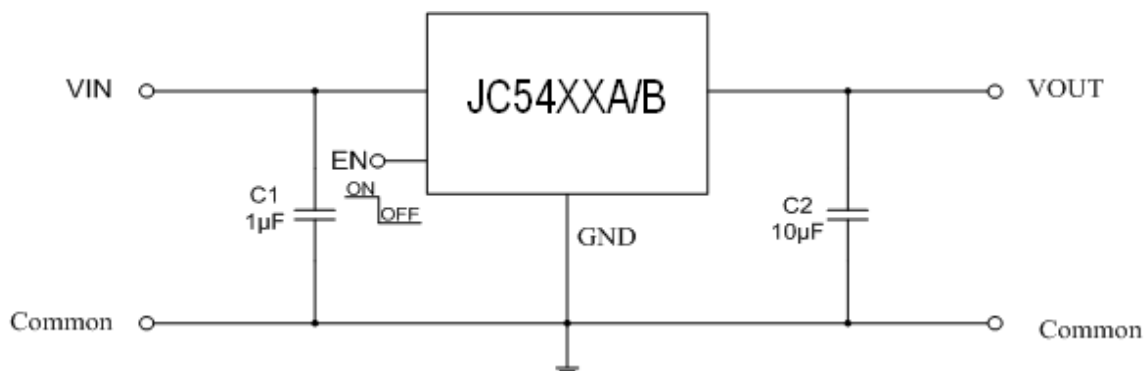 VIN
JC54XXA/B
VOUT
EN
ON
OFF
C1
1µF
GND
C2
10µF
Common
Common